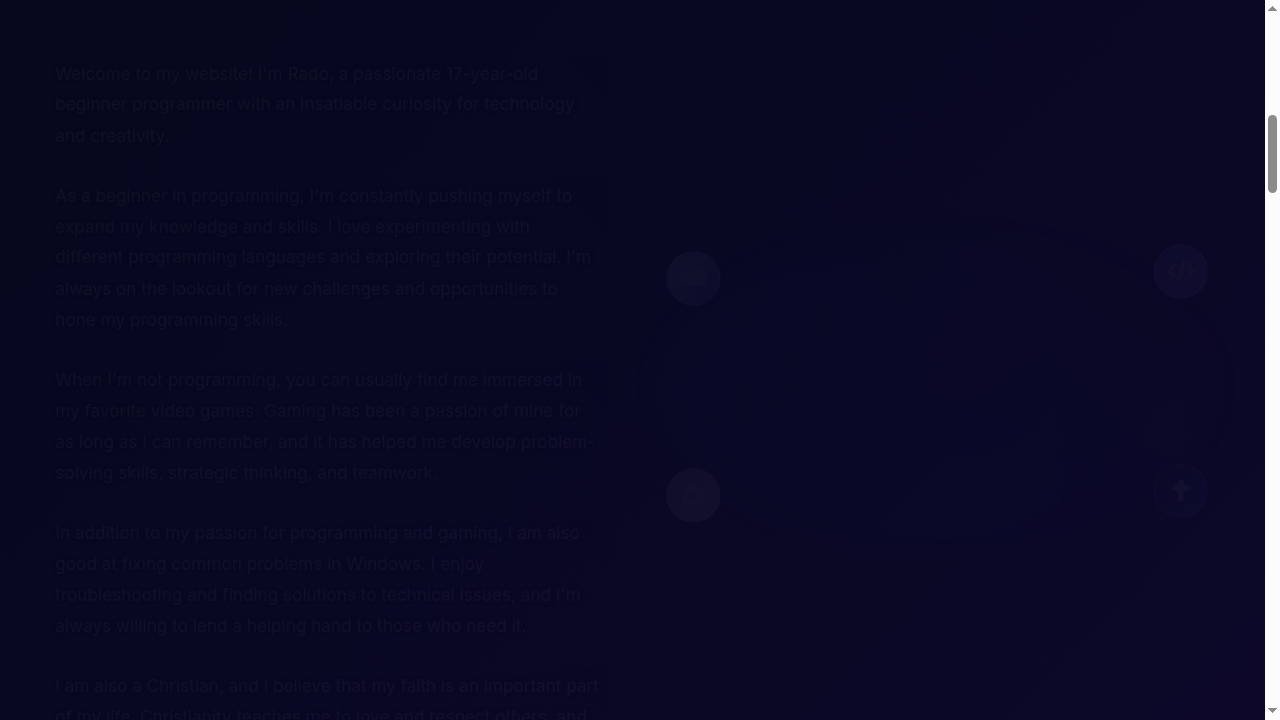 Welcome to my website! I'm Rado, a passionate 17-year-old
beginner programmer with an insatiable curiosity for technology
and creativity.
As a beginner in programming, I'm constantly pushing myself to
expand my knowledge and skills. I love experimenting with
different programming languages and exploring their potential. I'm
always on the lookout for new challenges and opportunities to
hone my programming skills.
When I'm not programming, you can usually find me immersed in
my favorite video games. Gaming has been a passion of mine for
as long as I can remember, and it has helped me develop problem-
solving skills, strategic thinking, and teamwork.
In addition to my passion for programming and gaming, I am also
good at fixing common problems in Windows. I enjoy
troubleshooting and finding solutions to technical issues, and I'm
always willing to lend a helping hand to those who need it.
I am also a Christian, and I believe that my faith is an important part
of my life. Christianity teaches me to love and respect others, and